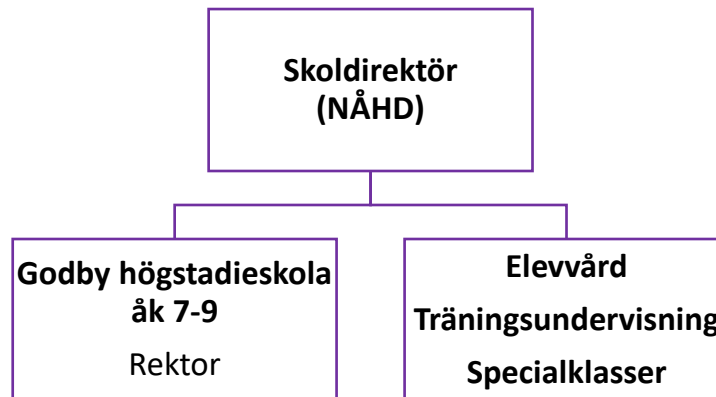 Skoldirektör
(NÅHD)
Godby högstadieskola
åk 7-9
Rektor
Elevvård
Träningsundervisning
Specialklasser